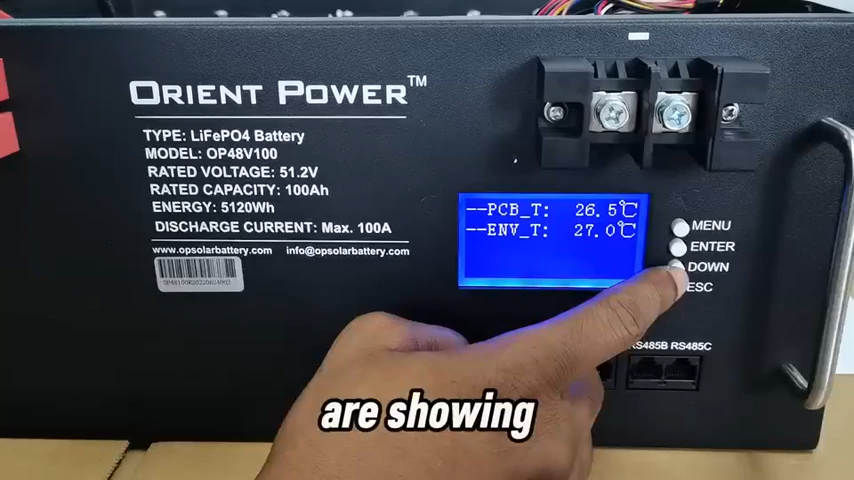 ORIENT POWER™
TYPE: LiFePO4 Battery
MODEL: OP48V100
RATED VOLTAGE: 51.2V
RATED CAPACITY: 100Ah
ENERGY: 5120Wh
DISCHARGE CURRENT: Max. 100A
www.opsolarbattery.com info@opsolarbattery.com
--PCB_T: 26.5℃
--ENV_T: 27.0℃
MENU
ENTER
DOWN
ESC
RS485B RS485C
are showing